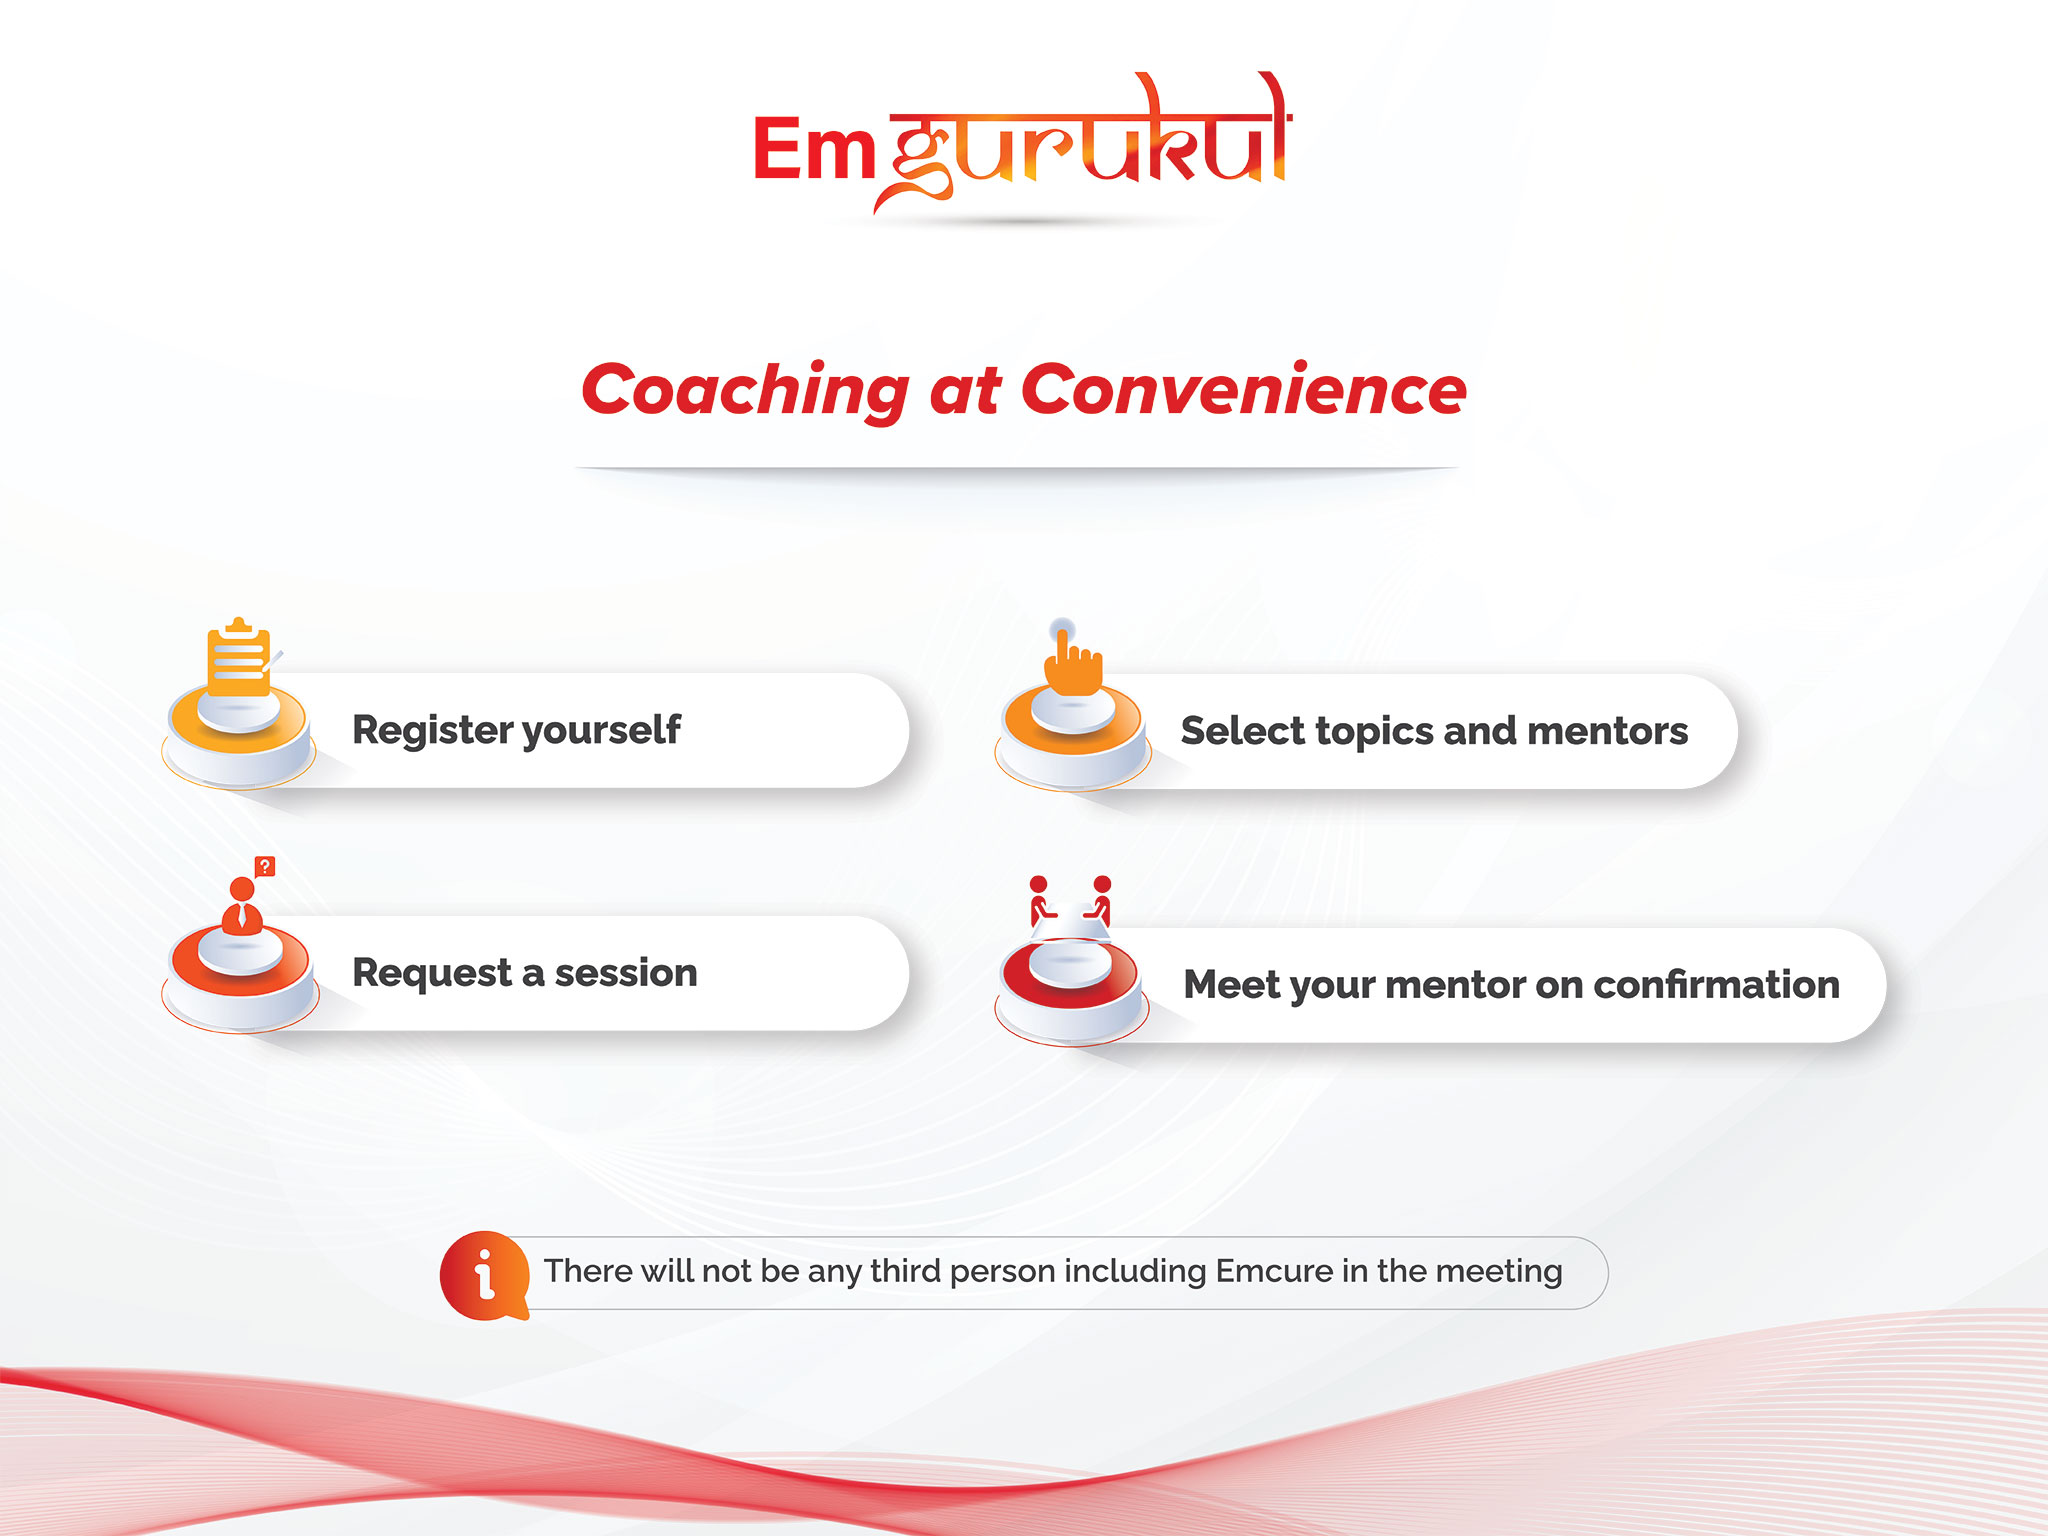 Em gurukul
Coaching at Convenience
Register yourself
Select topics and mentors
?
Request a session
Meet your mentor on confirmation
i
There will not be any third person including Emcure in the meeting